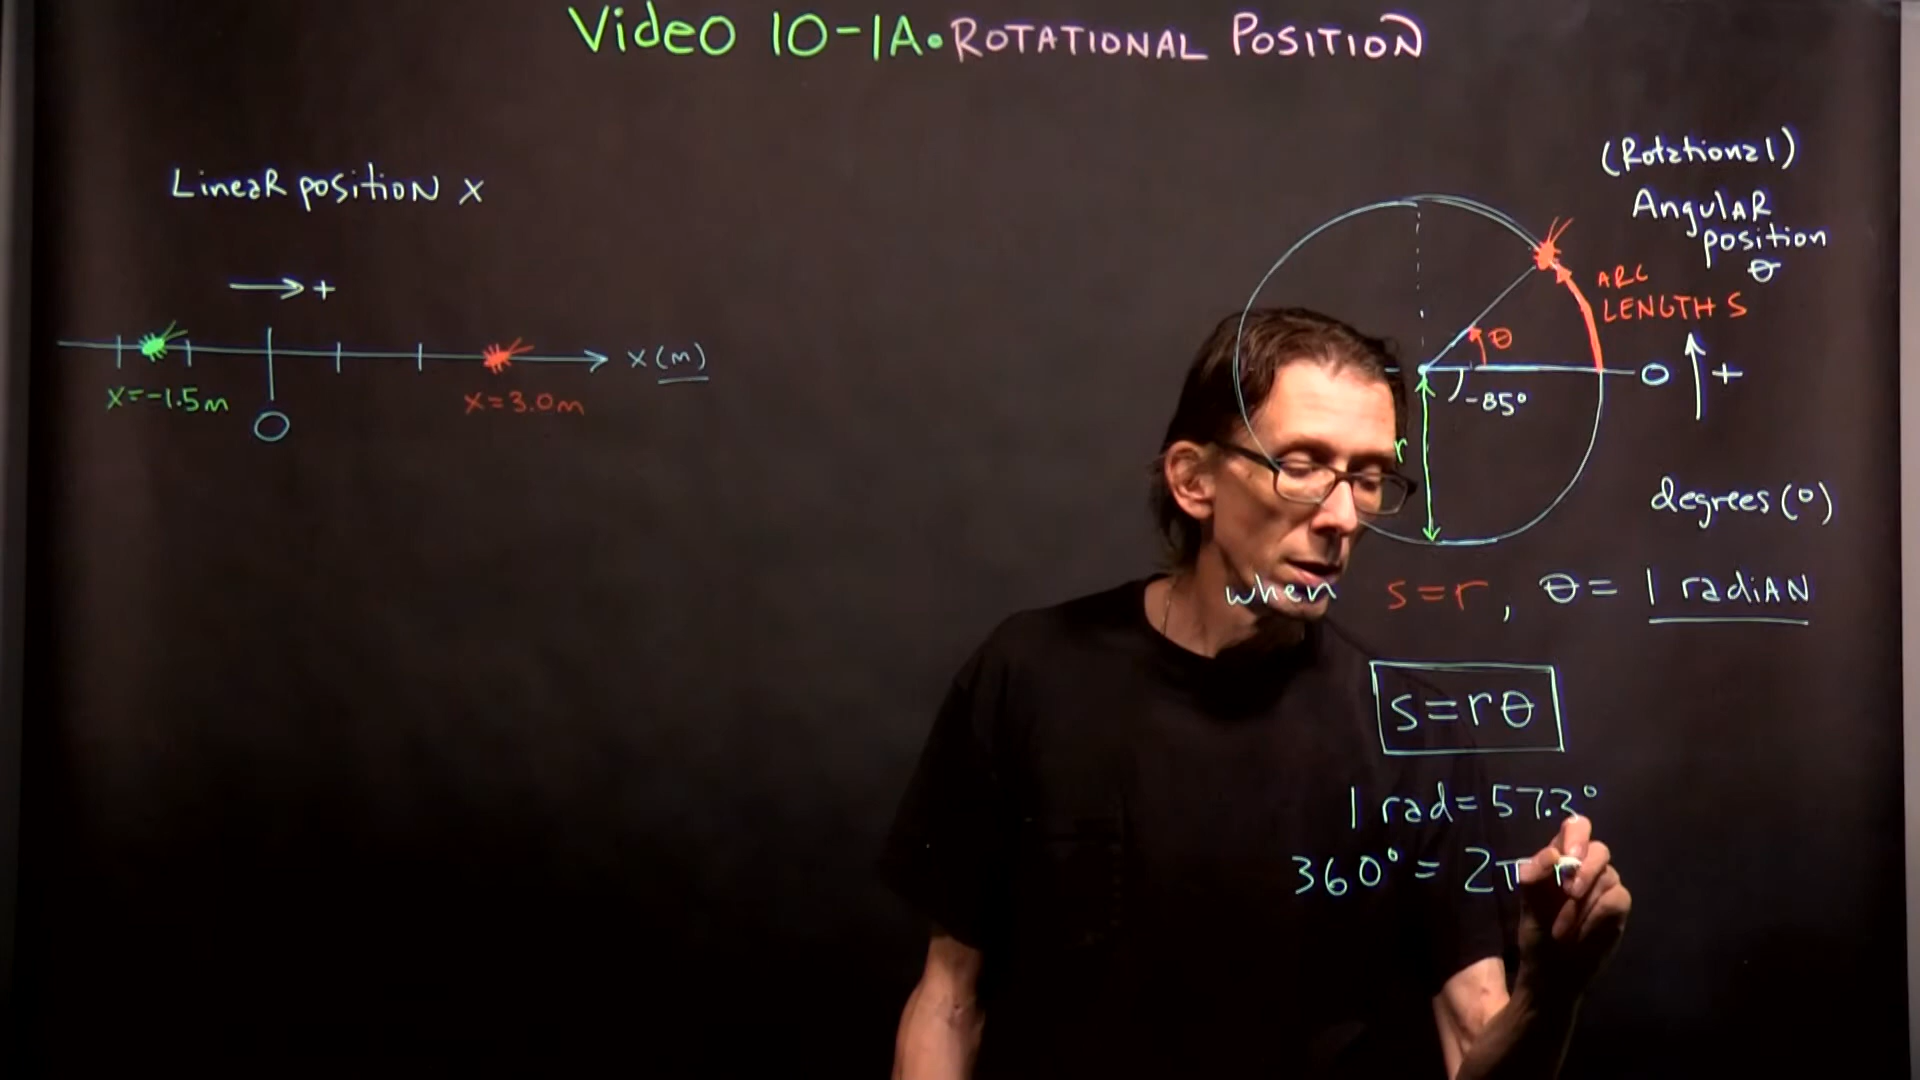 Video 10-1A • ROTATIONAL POSITION
Linear position x
→ +
x (m)
x=-1.5m
0
x=3.0m
(Rotational)
Angular
position
θ
ARC
LENGTH S
θ
0
+
-85°
r
degrees (°)
when s=r, θ= 1 radian
s=rθ
1 rad=57.3°
360° = 2π r